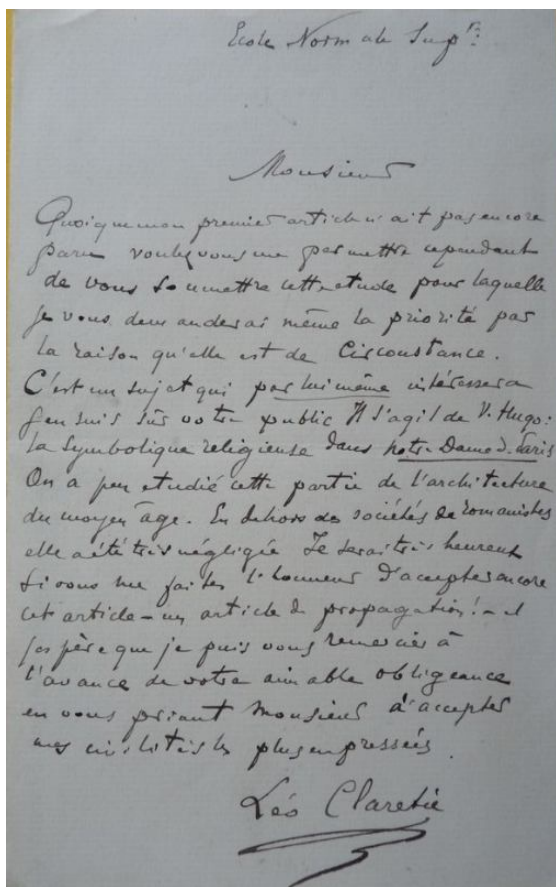 Ecole Normale Supre
Monsieur
Quoique mon premier article n'ait pas encore
paru voulez vous me permettre cependant
de vous soumettre cette étude pour laquelle
je vous demanderai même la priorité par
la raison qu'elle est de Circonstance.
C'est un sujet qui par lui même intéressera
j'en suis sûr votre public Il s'agit de V. Hugo:
la symbolique religieuse dans Notre Dame de Paris
On a peu etudié cette partie de l'architecture
du moyen âge. En dehors des sociétés de romanistes
elle a été très négligée Je serais très heureux
si vous me faites l'honneur d'accepter encore
cet article - un article de propagation! - et
j'espère que je puis vous remercier à
l'avance de votre aimable obligeance
en vous priant Monsieur d'accepter
mes civilités les plus empressées.
Léo Claretie